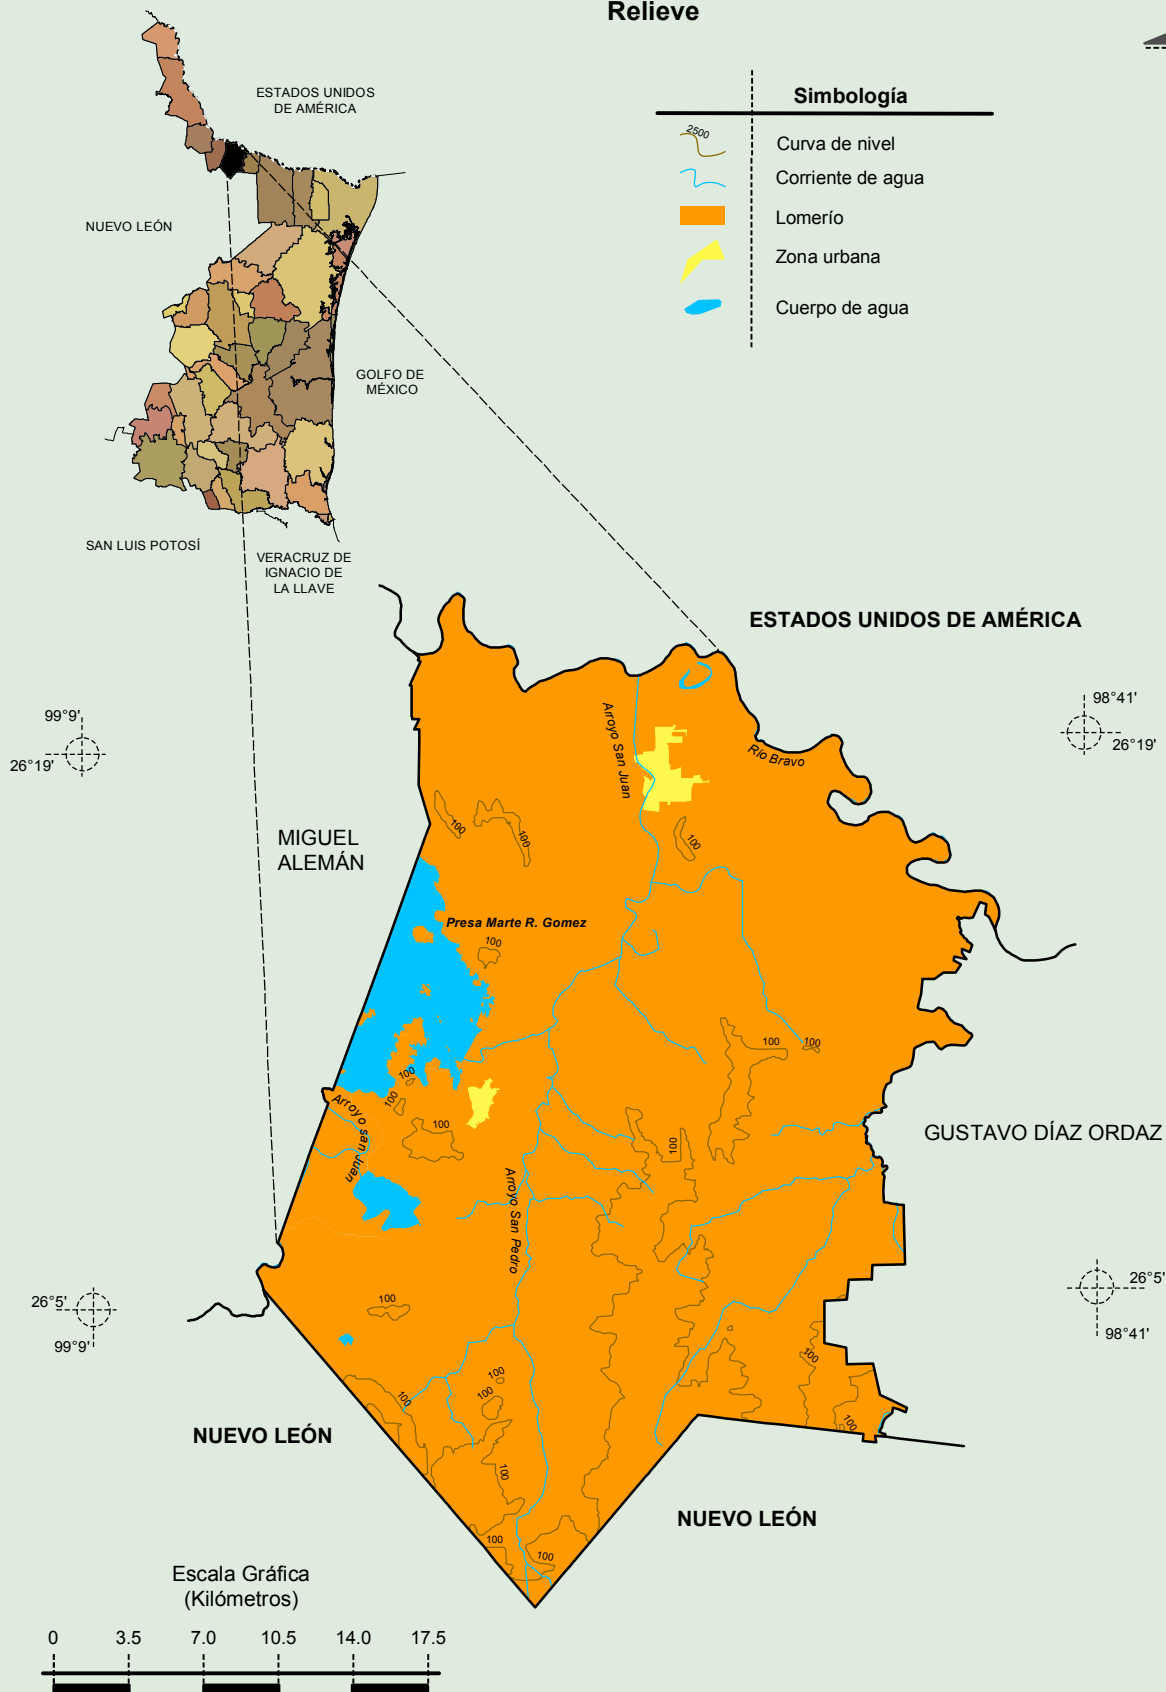 Relieve
ESTADOS UNIDOS
DE AMÉRICA
NUEVO LEÓN
GOLFO DE
MÉXICO
SAN LUIS POTOSÍ
VERACRUZ DE
IGNACIO DE
LA LLAVE
Simbología
2500
Curva de nivel
Corriente de agua
Lomerío
Zona urbana
Cuerpo de agua
ESTADOS UNIDOS DE AMÉRICA
99°9'
26°19'
98°41'
26°19'
Arroyo San Juan
Río Bravo
MIGUEL
ALEMÁN
100
100
100
Presa Marte R. Gomez
100
100
100
100
100
100
100
Arroyo san Juan
GUSTAVO DÍAZ ORDAZ
Arroyo San Pedro
26°5'
99°9'
26°5'
98°41'
100
100
100
100
100
100
100
100
100
NUEVO LEÓN
NUEVO LEÓN
Escala Gráfica
(Kilómetros)
0 3.5 7.0 10.5 14.0 17.5